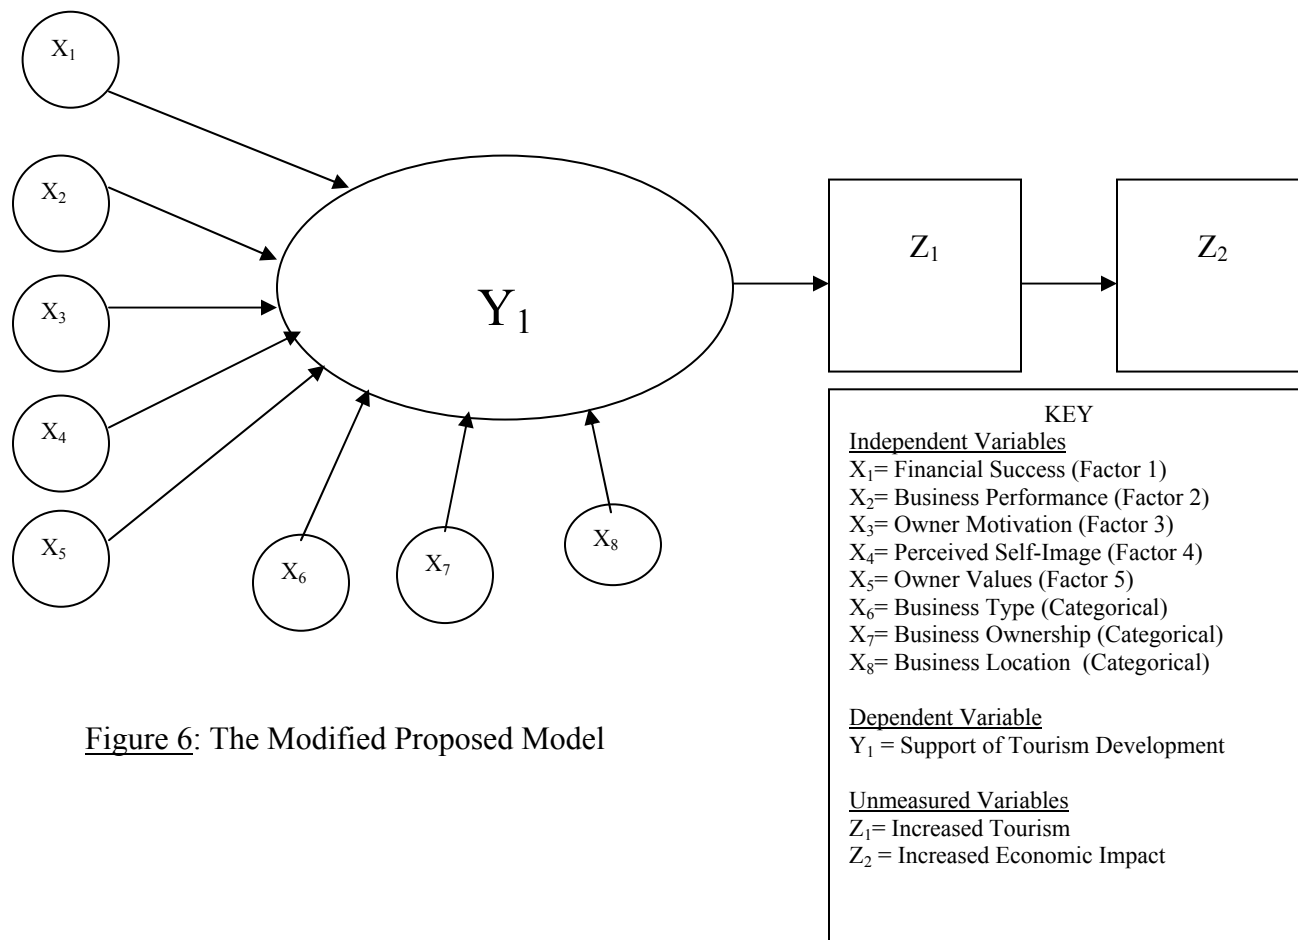 X₁
X₂
X₃
X₄
X₅
X₆
X₇
X₈
Y₁
Z₁
Z₂
KEY
Independent Variables
X₁= Financial Success (Factor 1)
X₂= Business Performance (Factor 2)
X₃= Owner Motivation (Factor 3)
X₄= Perceived Self-Image (Factor 4)
X₅= Owner Values (Factor 5)
X₆= Business Type (Categorical)
X₇= Business Ownership (Categorical)
X₈= Business Location (Categorical)
Dependent Variable
Y₁ = Support of Tourism Development
Unmeasured Variables
Z₁= Increased Tourism
Z₂ = Increased Economic Impact
Figure 6: The Modified Proposed Model